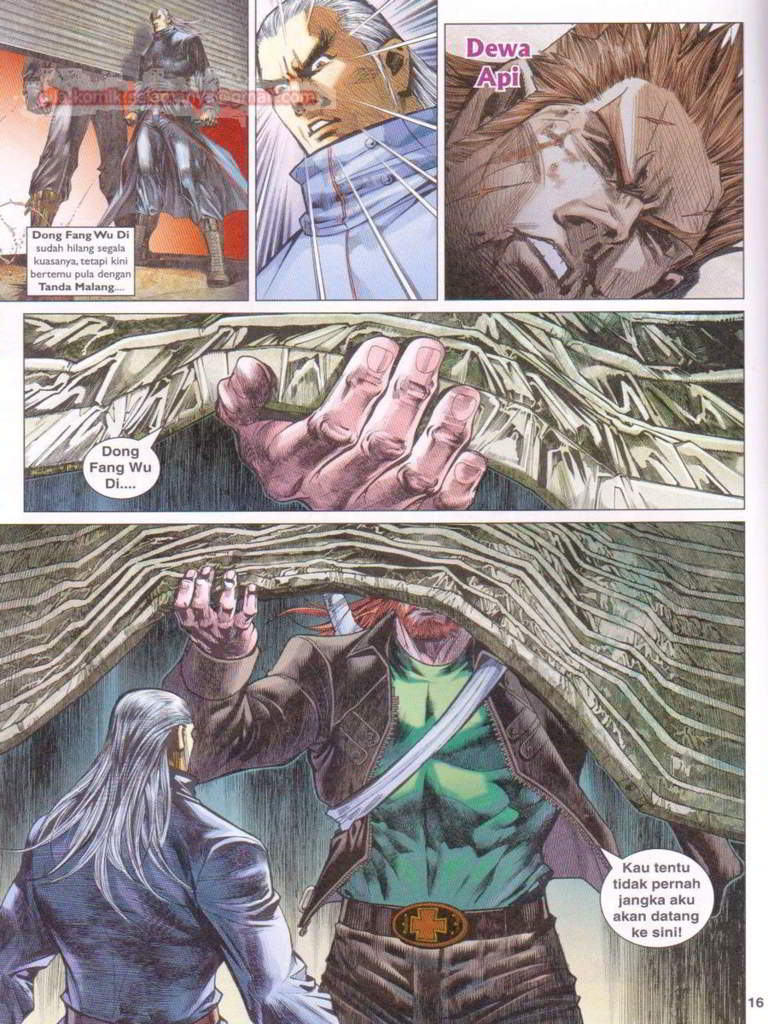 Dong Fang Wu Di
sudah hilang segala
kuasanya, tetapi kini
bertemu pula dengan
Tanda Malang....
Dewa
Api
Dong
Fang Wu
Di....
Kau tentu
tidak pernah
jangka aku
akan datang
ke sini!
16